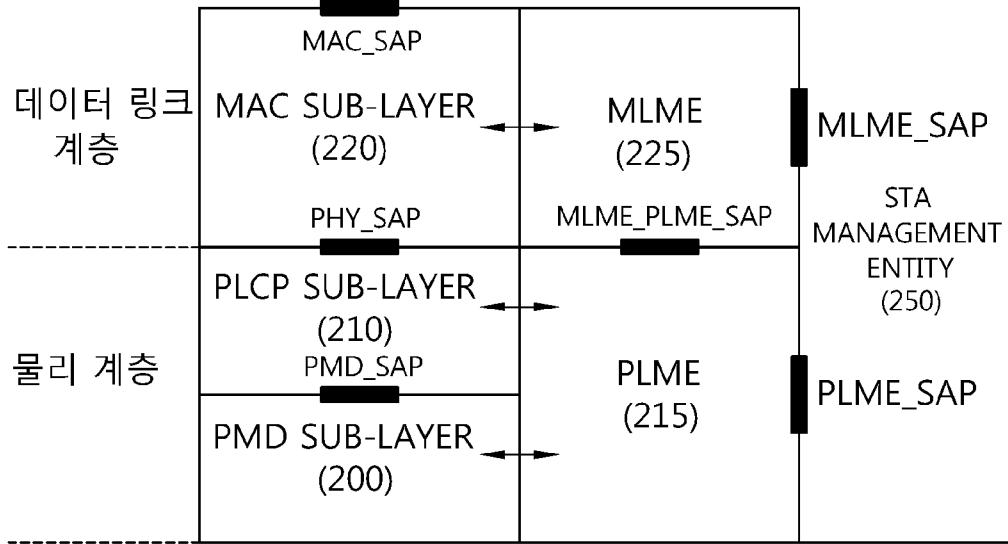 MAC_SAP
데이터 링크
계층
MAC SUB-LAYER
(220)
MLME
(225)
MLME_SAP
PHY_SAP
MLME_PLME_SAP
STA
MANAGEMENT
ENTITY
(250)
물리 계층
PLCP SUB-LAYER
(210)
PMD_SAP
PLME
(215)
PLME_SAP
PMD SUB-LAYER
(200)